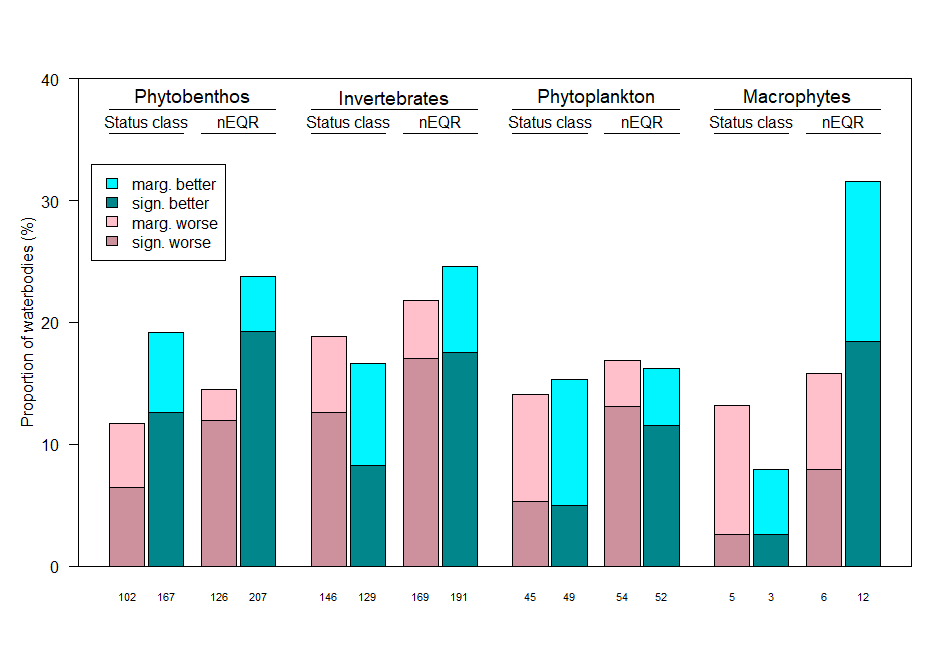 40
Phytobenthos Invertebrates Phytoplankton Macrophytes
Status class nEQR Status class nEQR Status class nEQR Status class nEQR
marg. better
sign. better
marg. worse
sign. worse
30
20
10
0
Proportion of waterbodies (%)
102 167 126 207 146 129 169 191 45 49 54 52 5 3 6 12